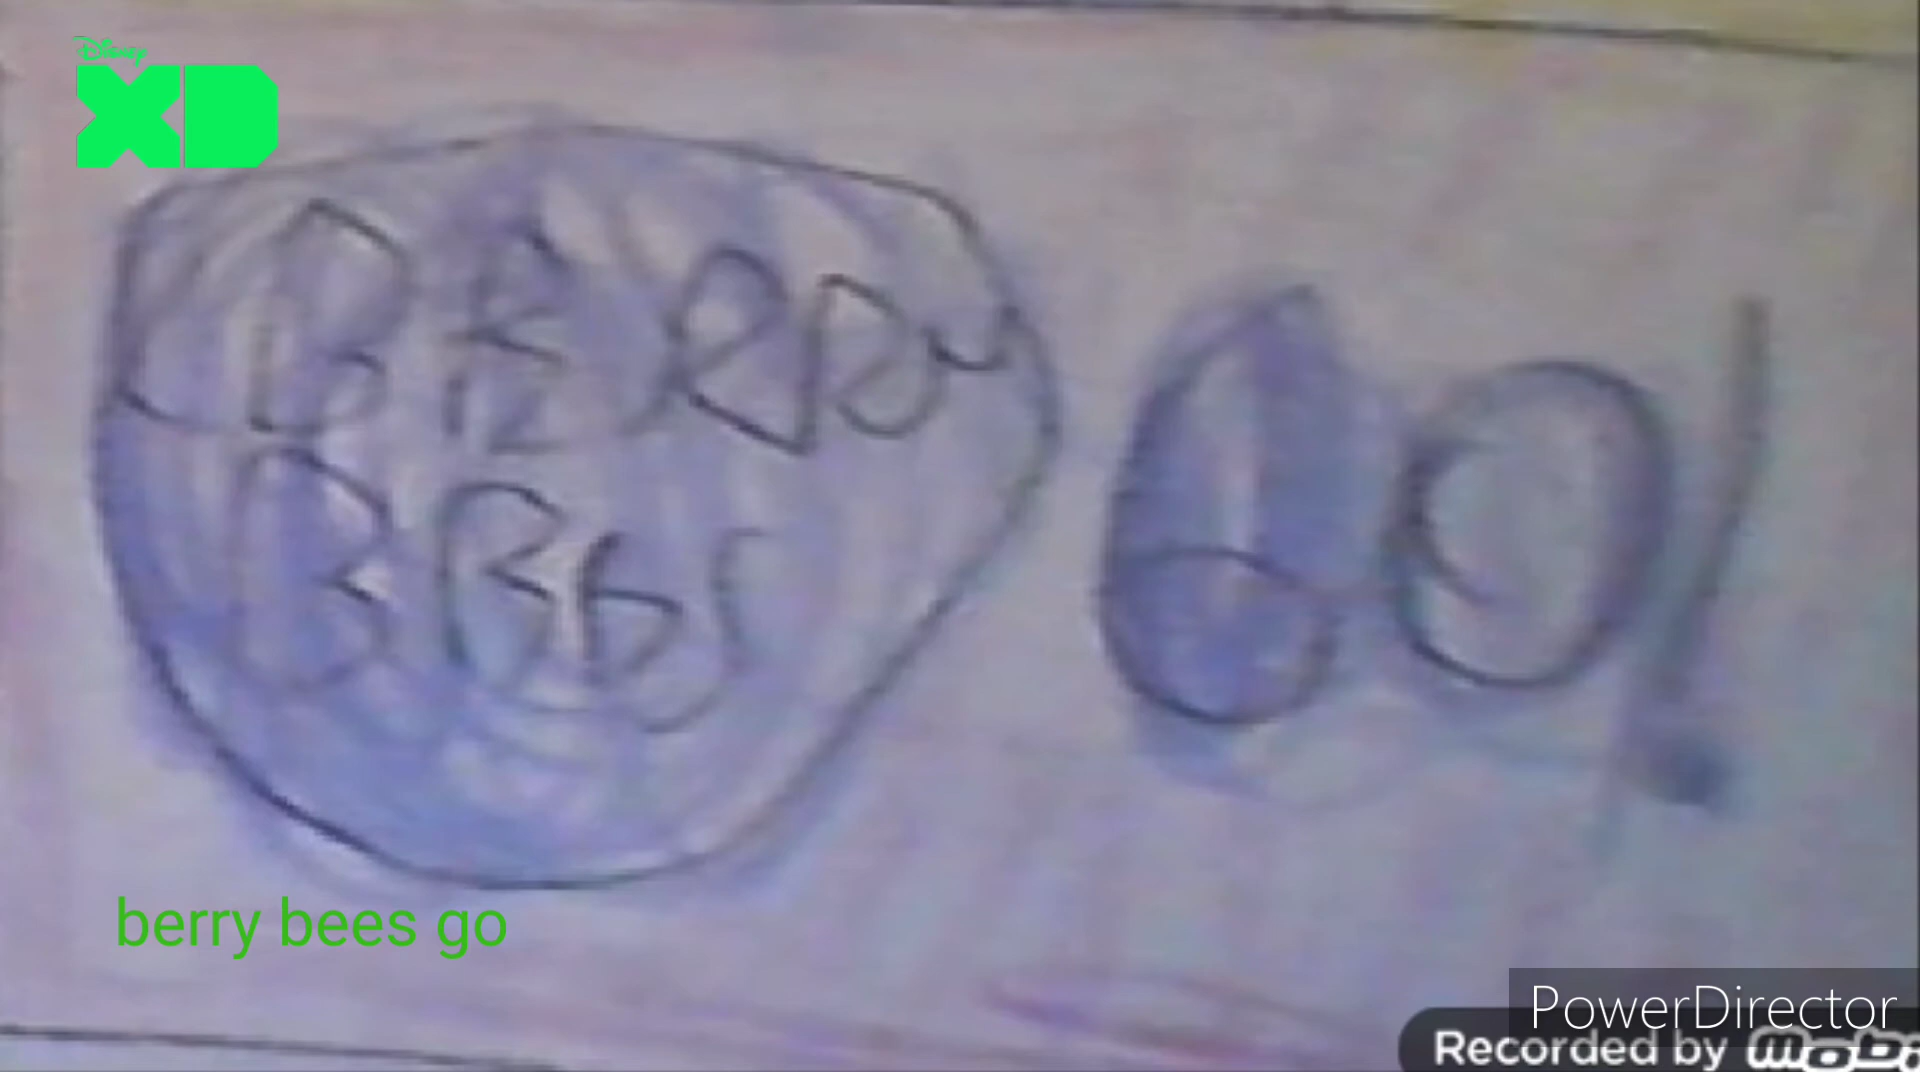 Disney
XD
BERRY
BEES
GO!
berry bees go
PowerDirector
Recorded by